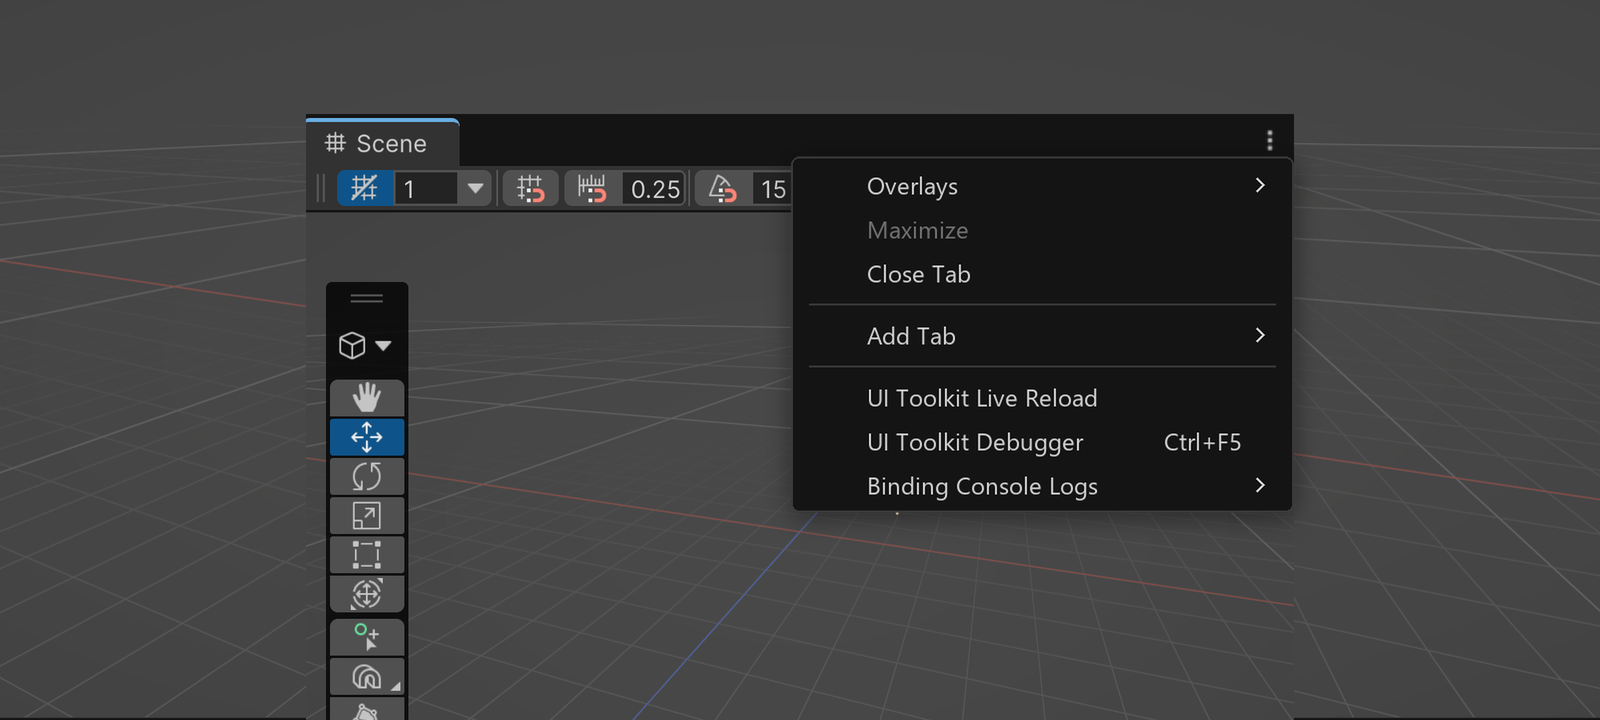 Scene
1
0.25
15
Overlays
Maximize
Close Tab
Add Tab
UI Toolkit Live Reload
UI Toolkit Debugger Ctrl+F5
Binding Console Logs